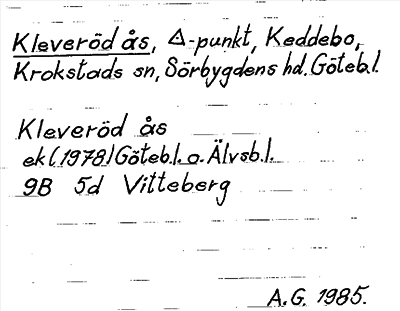 Kleveröd ås, △-punkt, Keddebo,
Krokstads sn, Sörbygdens hd. Göteb.l.
Kleveröd ås
ek (1978) Göteb.l. o. Älvsb.l.
9B 5d Vitteberg
A.G. 1985.